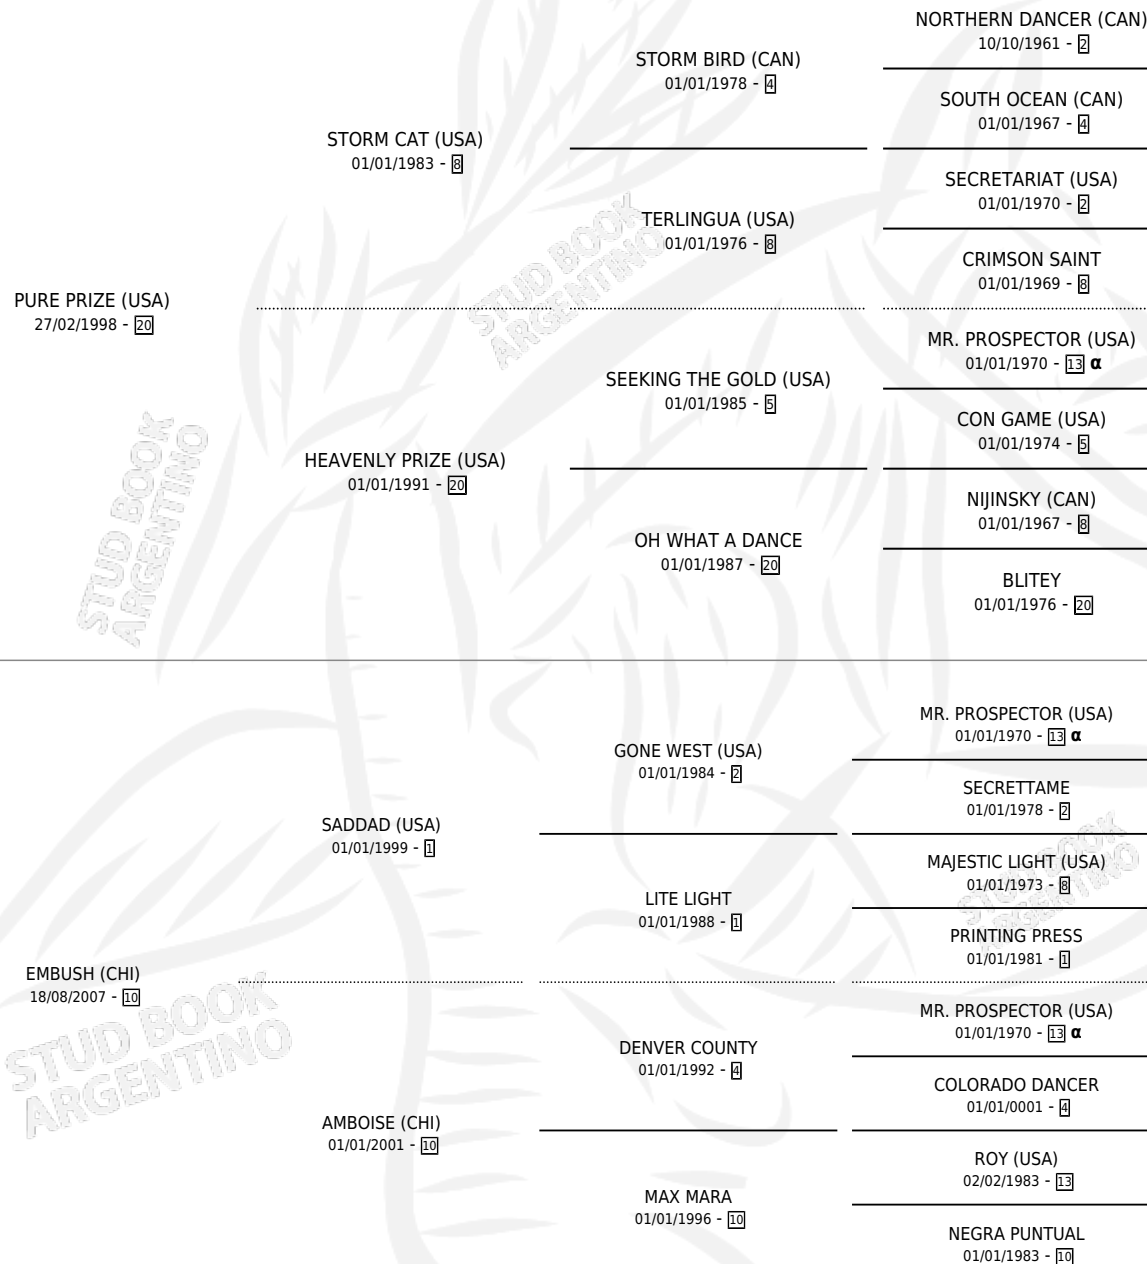 NORTHERN DANCER (CAN)
10/10/1961 - 2
STORM BIRD (CAN)
01/01/1978 - 4
SOUTH OCEAN (CAN)
01/01/1967 - 4
STORM CAT (USA)
01/01/1983 - 8
SECRETARIAT (USA)
01/01/1970 - 2
TERLINGUA (USA)
01/01/1976 - 8
CRIMSON SAINT
01/01/1969 - 8
PURE PRIZE (USA)
27/02/1998 - 20
MR. PROSPECTOR (USA)
01/01/1970 - 13 α
SEEKING THE GOLD (USA)
01/01/1985 - 5
CON GAME (USA)
01/01/1974 - 5
HEAVENLY PRIZE (USA)
01/01/1991 - 20
NIJINSKY (CAN)
01/01/1967 - 8
OH WHAT A DANCE
01/01/1987 - 20
BLITEY
01/01/1976 - 20
MR. PROSPECTOR (USA)
01/01/1970 - 13 α
GONE WEST (USA)
01/01/1984 - 2
SECRETTAME
01/01/1978 - 2
SADDAD (USA)
01/01/1999 - 1
MAJESTIC LIGHT (USA)
01/01/1973 - 8
LITE LIGHT
01/01/1988 - 1
PRINTING PRESS
01/01/1981 - 1
EMBUSH (CHI)
18/08/2007 - 10
MR. PROSPECTOR (USA)
01/01/1970 - 13 α
DENVER COUNTY
01/01/1992 - 4
COLORADO DANCER
01/01/0001 - 4
AMBOISE (CHI)
01/01/2001 - 10
ROY (USA)
02/02/1983 - 13
MAX MARA
01/01/1996 - 10
NEGRA PUNTUAL
01/01/1983 - 10
STUD BOOK
ARGENTINO
STUD BOOK
ARGENTINO
STUD BOOK
ARGENTINO
STUD BOOK
ARGENTINO